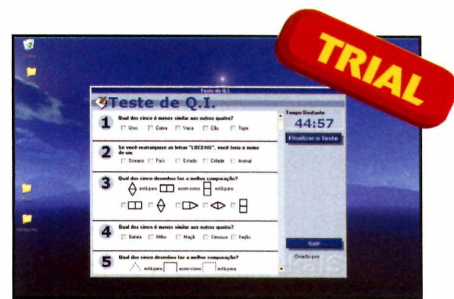 TRIAL
Teste de Q.I.
Teste de Q.I.
Tempo Restante
44:57
Finalizar o Teste
1 Qual dos cinco é menos similar aos outros quatro?
Urso Cobra Vaca Cão Tigre
2 Se você rearranjasse as letras "LOCENO", você teria o nome
de um:
Oceano País Estado Cidade Animal
3 Qual dos cinco desenhos faz a melhor comparação?
está para assim como está para
4 Qual dos cinco é menos similar aos outros quatro?
Batata Milho Maçã Cenoura Feijão
5 Qual dos cinco desenhos faz a melhor comparação?
está para assim como está para
Sair